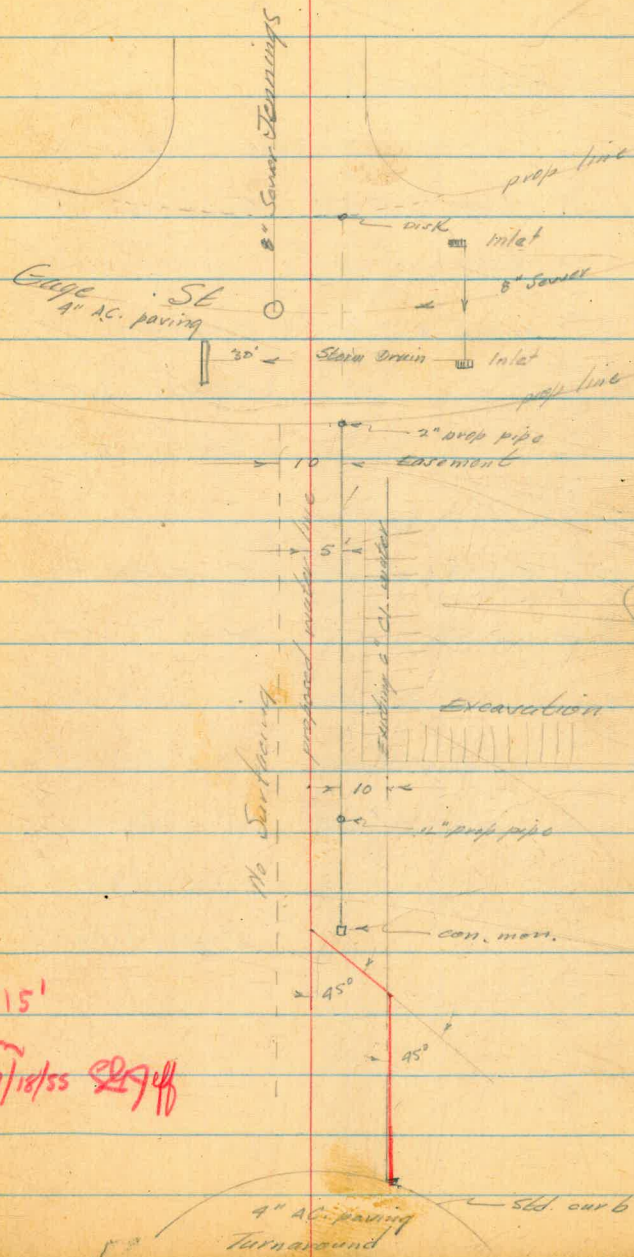 8" Sewer Jennings
prop line
Disk
Inlet
8" Sewer
Gage St
4" A.C. paving
30'
Storm Drain
Inlet
prop line
2" prop pipe
10
Easement
proposed water line
5'
Existing 6" C.I. water
No Surfacing
Excavation
10
prop pipe
con. mon.
45°
15'
45°
/18/55
Std. curb
4" A.C. paving
Turnaround